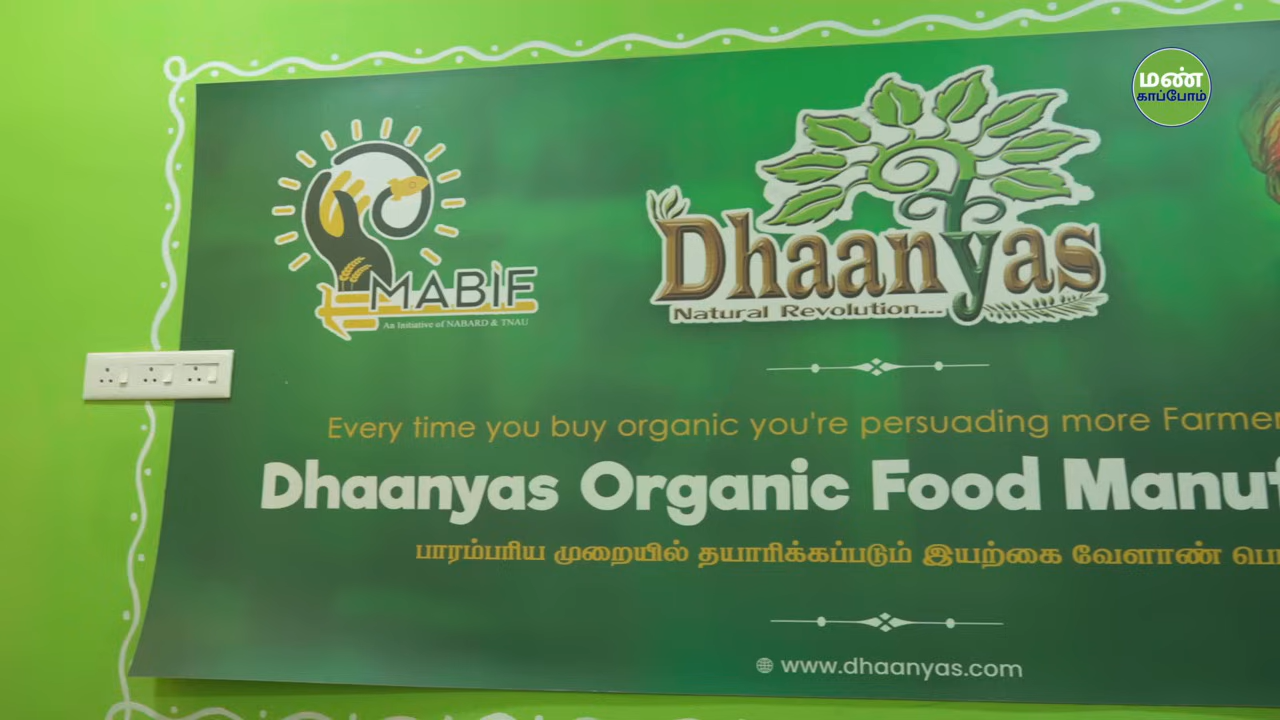 மண்
காப்போம்
MABIF
An Initiative of NABARD & TNAU
Dhaanyas
Natural Revolution...
Every time you buy organic you're persuading more Farmer
Dhaanyas Organic Food Manuf
பாரம்பரிய முறையில் தயாரிக்கப்படும் இயற்கை வேளாண் பொ
www.dhaanyas.com